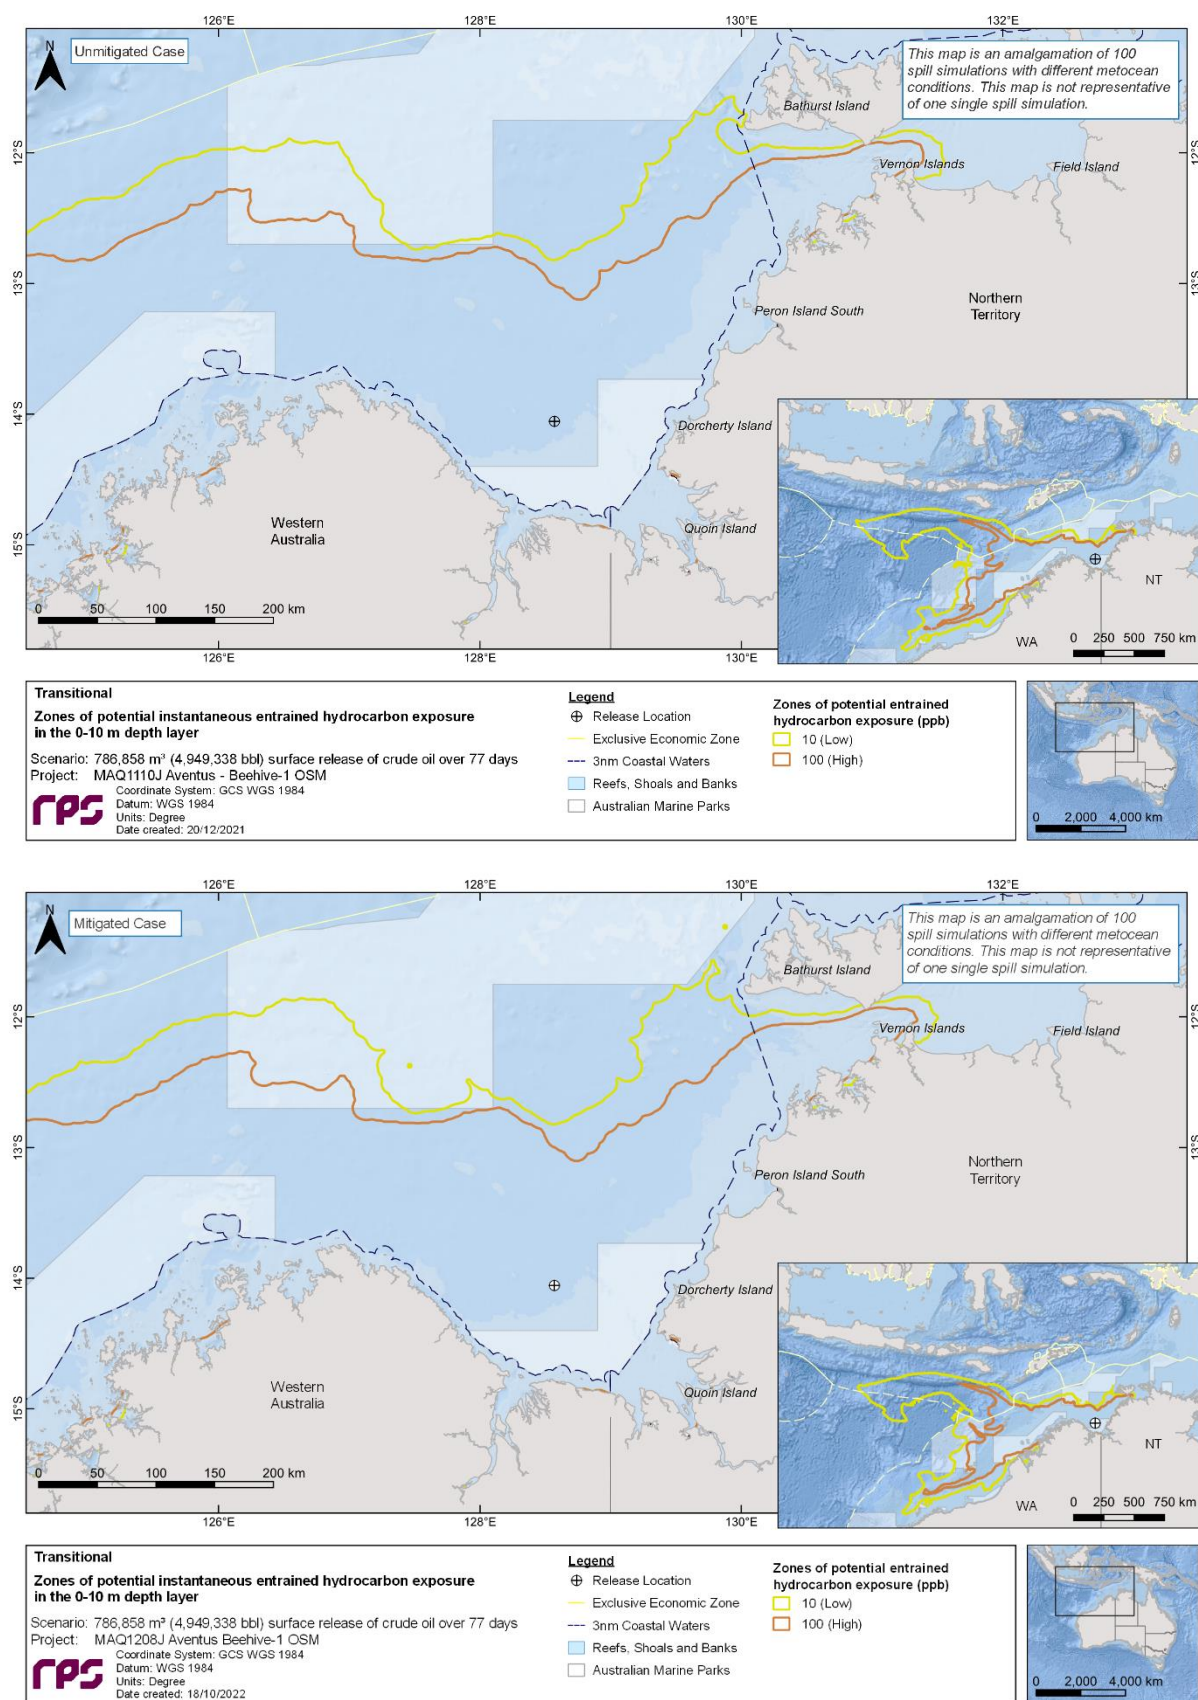 126°E
128°E
130°E
132°E
N
Unmitigated Case
This map is an amalgamation of 100
spill simulations with different metocean
conditions. This map is not representative
of one single spill simulation.
Bathurst Island
12°S
12°S
Vernon Islands
Field Island
13°S
13°S
Northern
Territory
Peron Island South
14°S
Dorcherty Island
Western
Australia
Quoin Island
15°S
NT
WA
0 50 100 150 200 km
0 250 500 750 km
126°E
128°E
130°E
Transitional
Zones of potential instantaneous entrained hydrocarbon exposure
in the 0-10 m depth layer
Scenario: 786,858 m³ (4,949,338 bbl) surface release of crude oil over 77 days
Project: MAQ1110J Aventus - Beehive-1 OSM
rps
Coordinate System: GCS WGS 1984
Datum: WGS 1984
Units: Degree
Date created: 20/12/2021
Legend
Release Location
Exclusive Economic Zone
3nm Coastal Waters
Reefs, Shoals and Banks
Australian Marine Parks
Zones of potential entrained
hydrocarbon exposure (ppb)
10 (Low)
100 (High)
0 2,000 4,000 km
126°E
128°E
130°E
132°E
N
Mitigated Case
This map is an amalgamation of 100
spill simulations with different metocean
conditions. This map is not representative
of one single spill simulation.
Bathurst Island
12°S
12°S
Vernon Islands
Field Island
13°S
13°S
Northern
Territory
Peron Island South
14°S
Dorcherty Island
Western
Australia
Quoin Island
15°S
NT
WA
0 50 100 150 200 km
0 250 500 750 km
126°E
128°E
130°E
Transitional
Zones of potential instantaneous entrained hydrocarbon exposure
in the 0-10 m depth layer
Scenario: 786,858 m³ (4,949,338 bbl) surface release of crude oil over 77 days
Project: MAQ1208J Aventus Beehive-1 OSM
rps
Coordinate System: GCS WGS 1984
Datum: WGS 1984
Units: Degree
Date created: 18/10/2022
Legend
Release Location
Exclusive Economic Zone
3nm Coastal Waters
Reefs, Shoals and Banks
Australian Marine Parks
Zones of potential entrained
hydrocarbon exposure (ppb)
10 (Low)
100 (High)
0 2,000 4,000 km